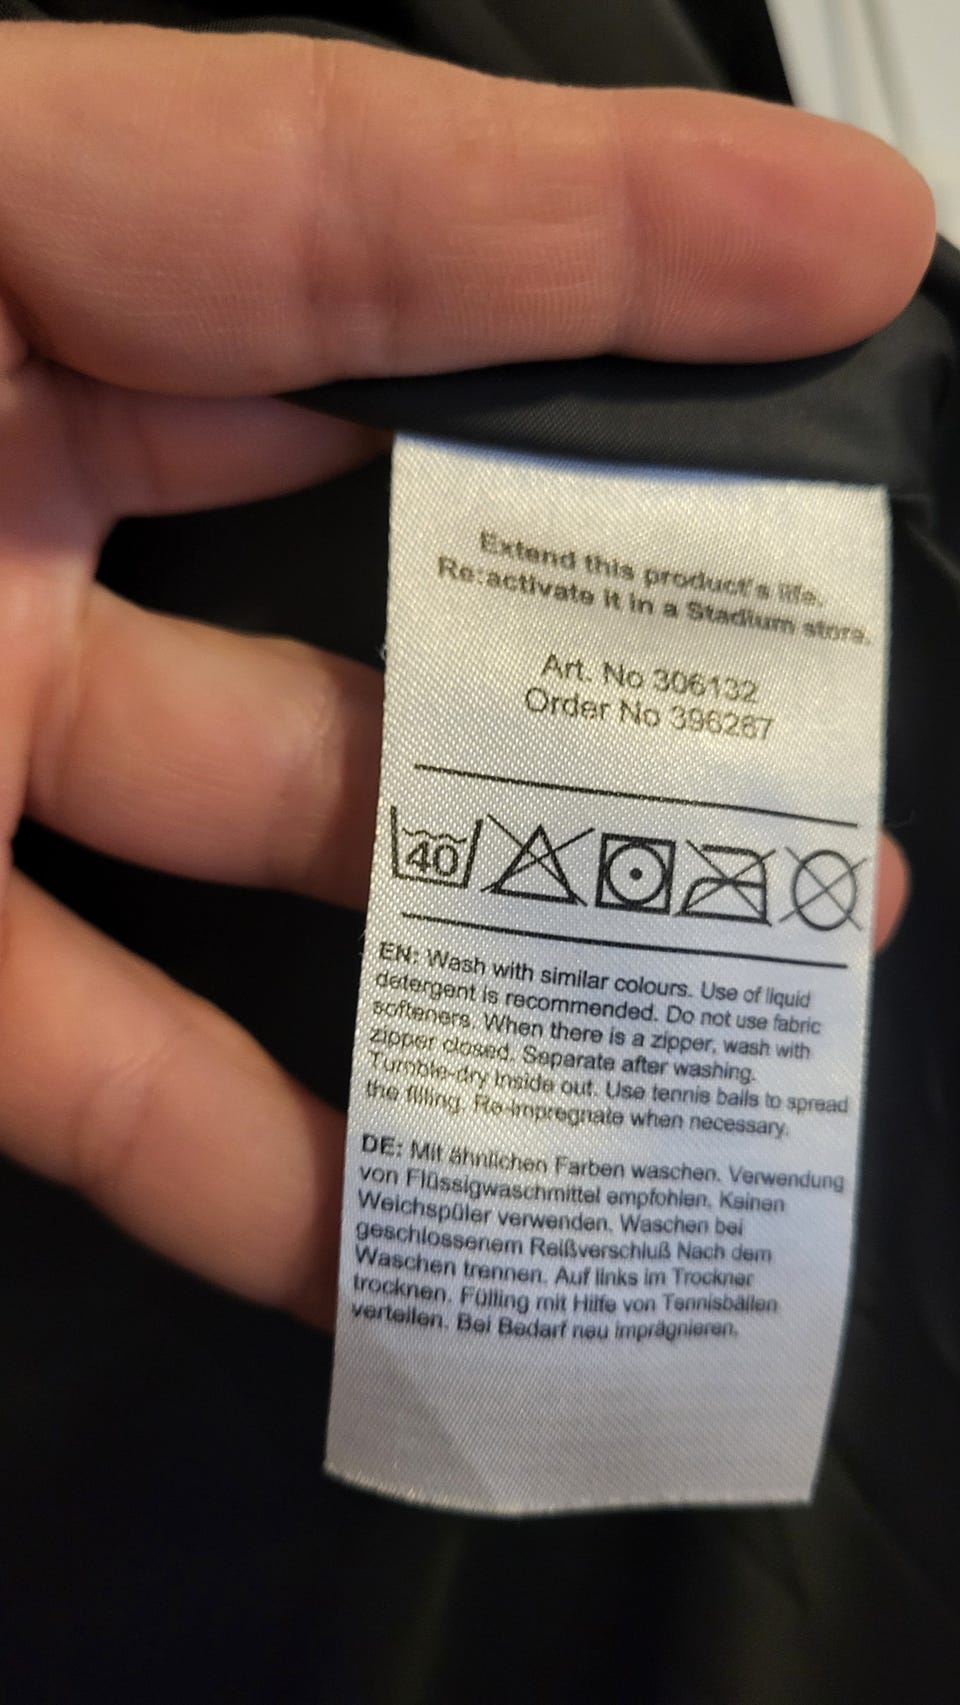 Extend this product's life.
Re:activate it in a Stadium store.
Art. No 306132
Order No 396267
40
EN: Wash with similar colours. Use of liquid
detergent is recommended. Do not use fabric
softeners. When there is a zipper, wash with
zipper closed. Separate after washing.
Tumble-dry inside out. Use tennis balls to spread
the filling. Re-impregnate when necessary.
DE: Mit ähnlichen Farben waschen. Verwendung
von Flüssigwaschmittel empfohlen. Keinen
Weichspüler verwenden. Waschen bei
geschlossenem Reißverschluß Nach dem
Waschen trennen. Auf links im Trockner
trocknen. Fülling mit Hilfe von Tennisbällen
verteilen. Bei Bedarf neu imprägnieren.